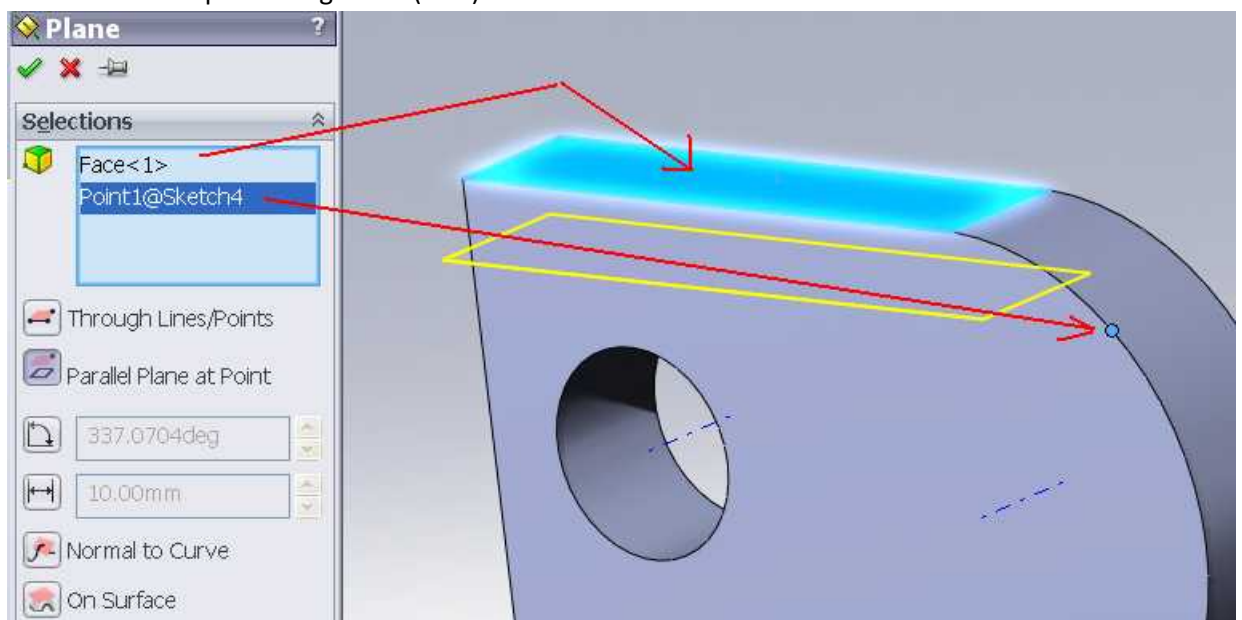 Plane ?
Selections
Face<1>
Point1@Sketch4
Through Lines/Points
Parallel Plane at Point
337.0704deg
10.00mm
Normal to Curve
On Surface